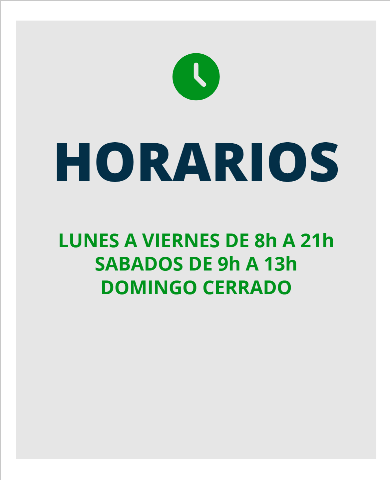 HORARIOS
LUNES A VIERNES DE 8h A 21h
SABADOS DE 9h A 13h
DOMINGO CERRADO